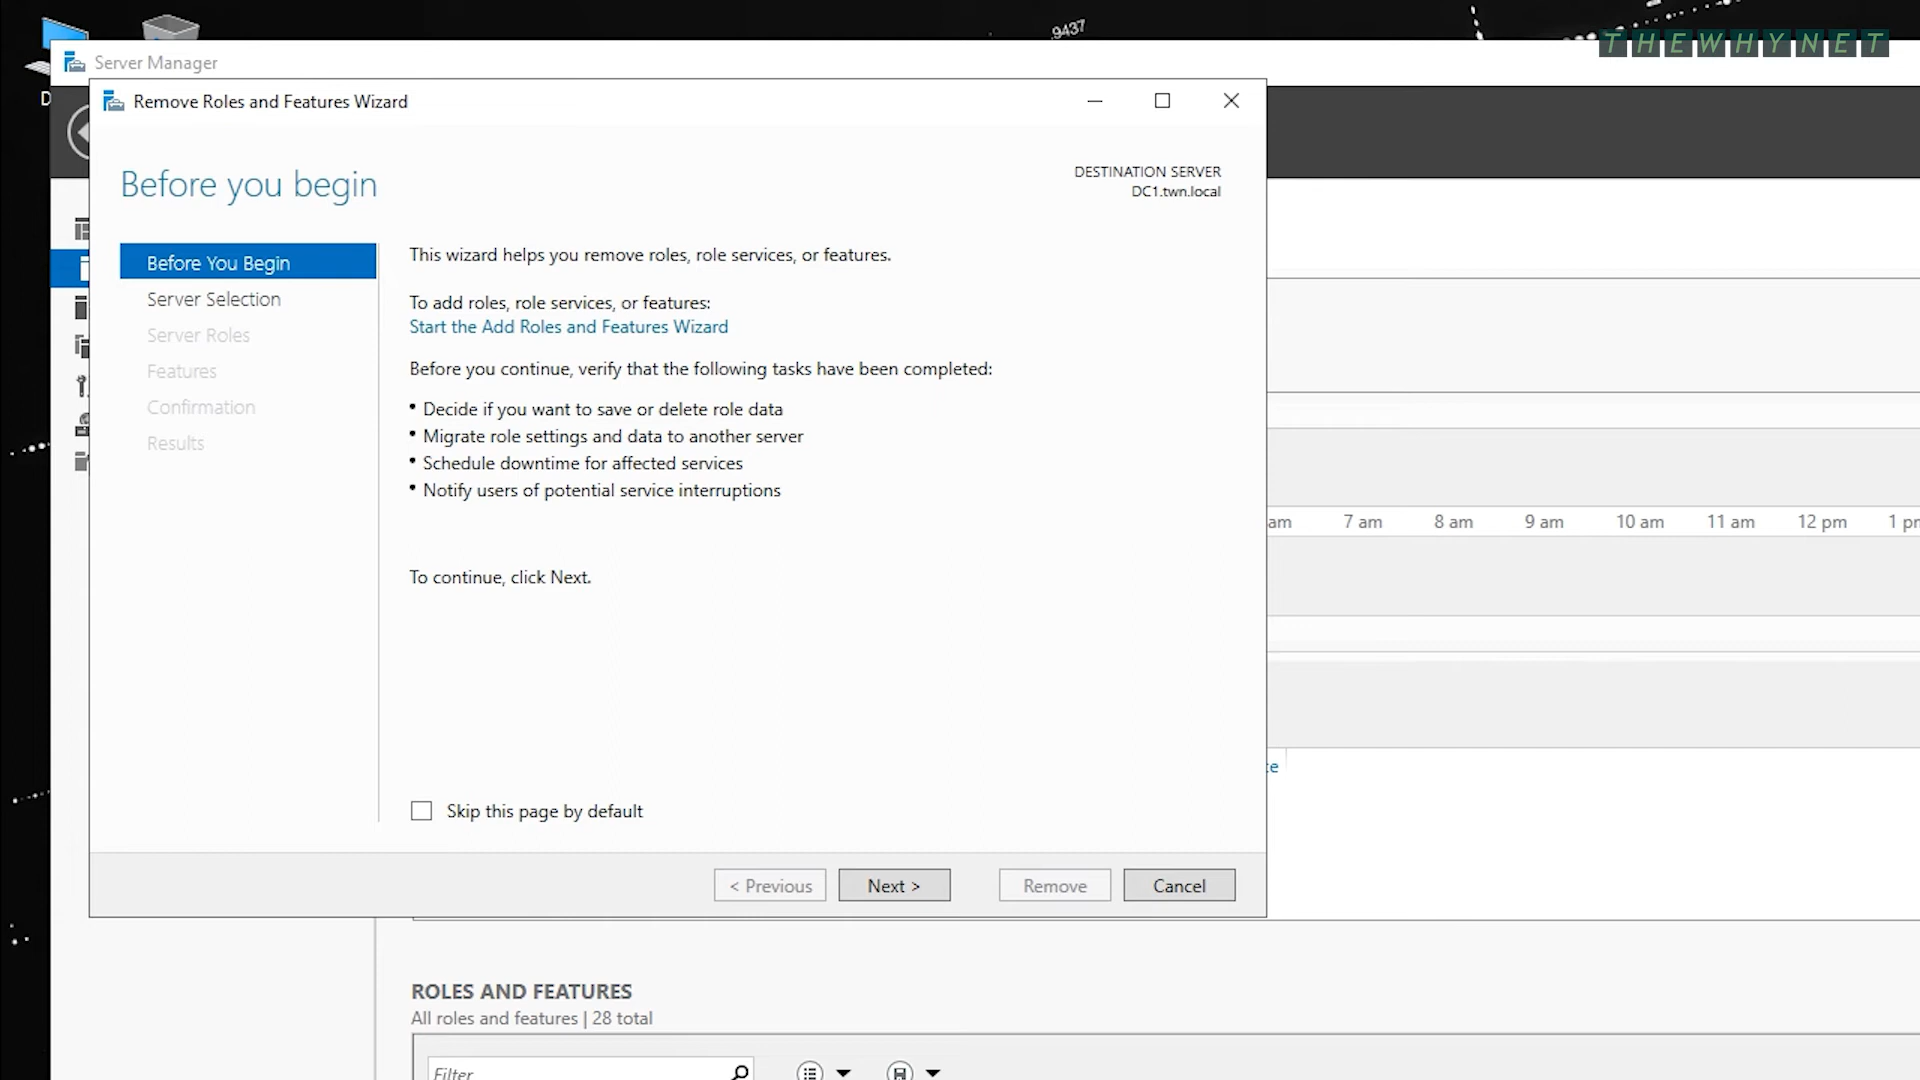 9437
THEWHYNET
Server Manager
Remove Roles and Features Wizard
Before you begin
DESTINATION SERVER
DC1.twn.local
Before You Begin
Server Selection
Server Roles
Features
Confirmation
Results
This wizard helps you remove roles, role services, or features.
To add roles, role services, or features:
Start the Add Roles and Features Wizard
Before you continue, verify that the following tasks have been completed:
• Decide if you want to save or delete role data
• Migrate role settings and data to another server
• Schedule downtime for affected services
• Notify users of potential service interruptions
To continue, click Next.
Skip this page by default
< Previous
Next >
Remove
Cancel
am 7 am 8 am 9 am 10 am 11 am 12 pm 1 p
ROLES AND FEATURES
All roles and features | 28 total
Filter